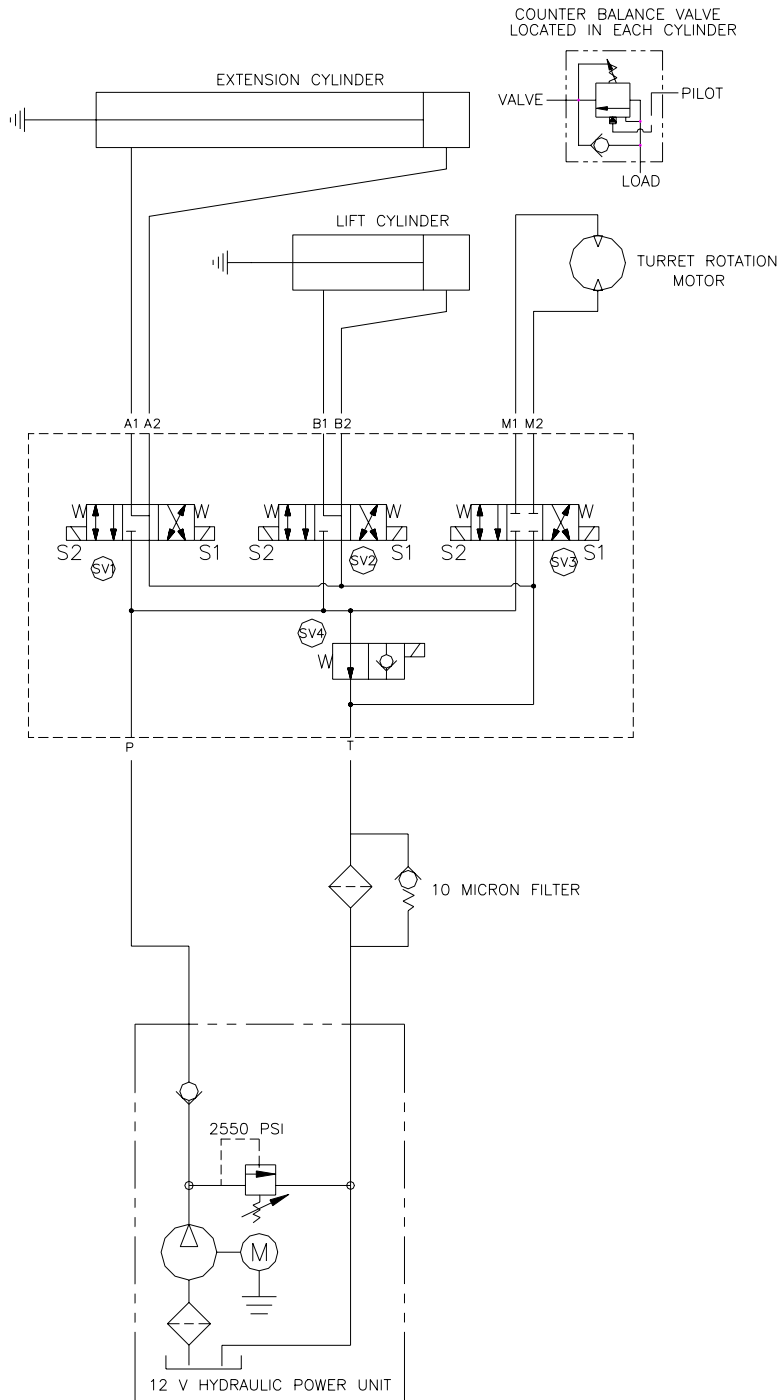 COUNTER BALANCE VALVE
LOCATED IN EACH CYLINDER
EXTENSION CYLINDER
VALVE
PILOT
LOAD
LIFT CYLINDER
TURRET ROTATION
MOTOR
A1 A2
B1 B2
M1 M2
S2 S1
S2 S1
S2 S1
SV1
SV2
SV3
SV4
P
T
10 MICRON FILTER
2550 PSI
M
12 V HYDRAULIC POWER UNIT